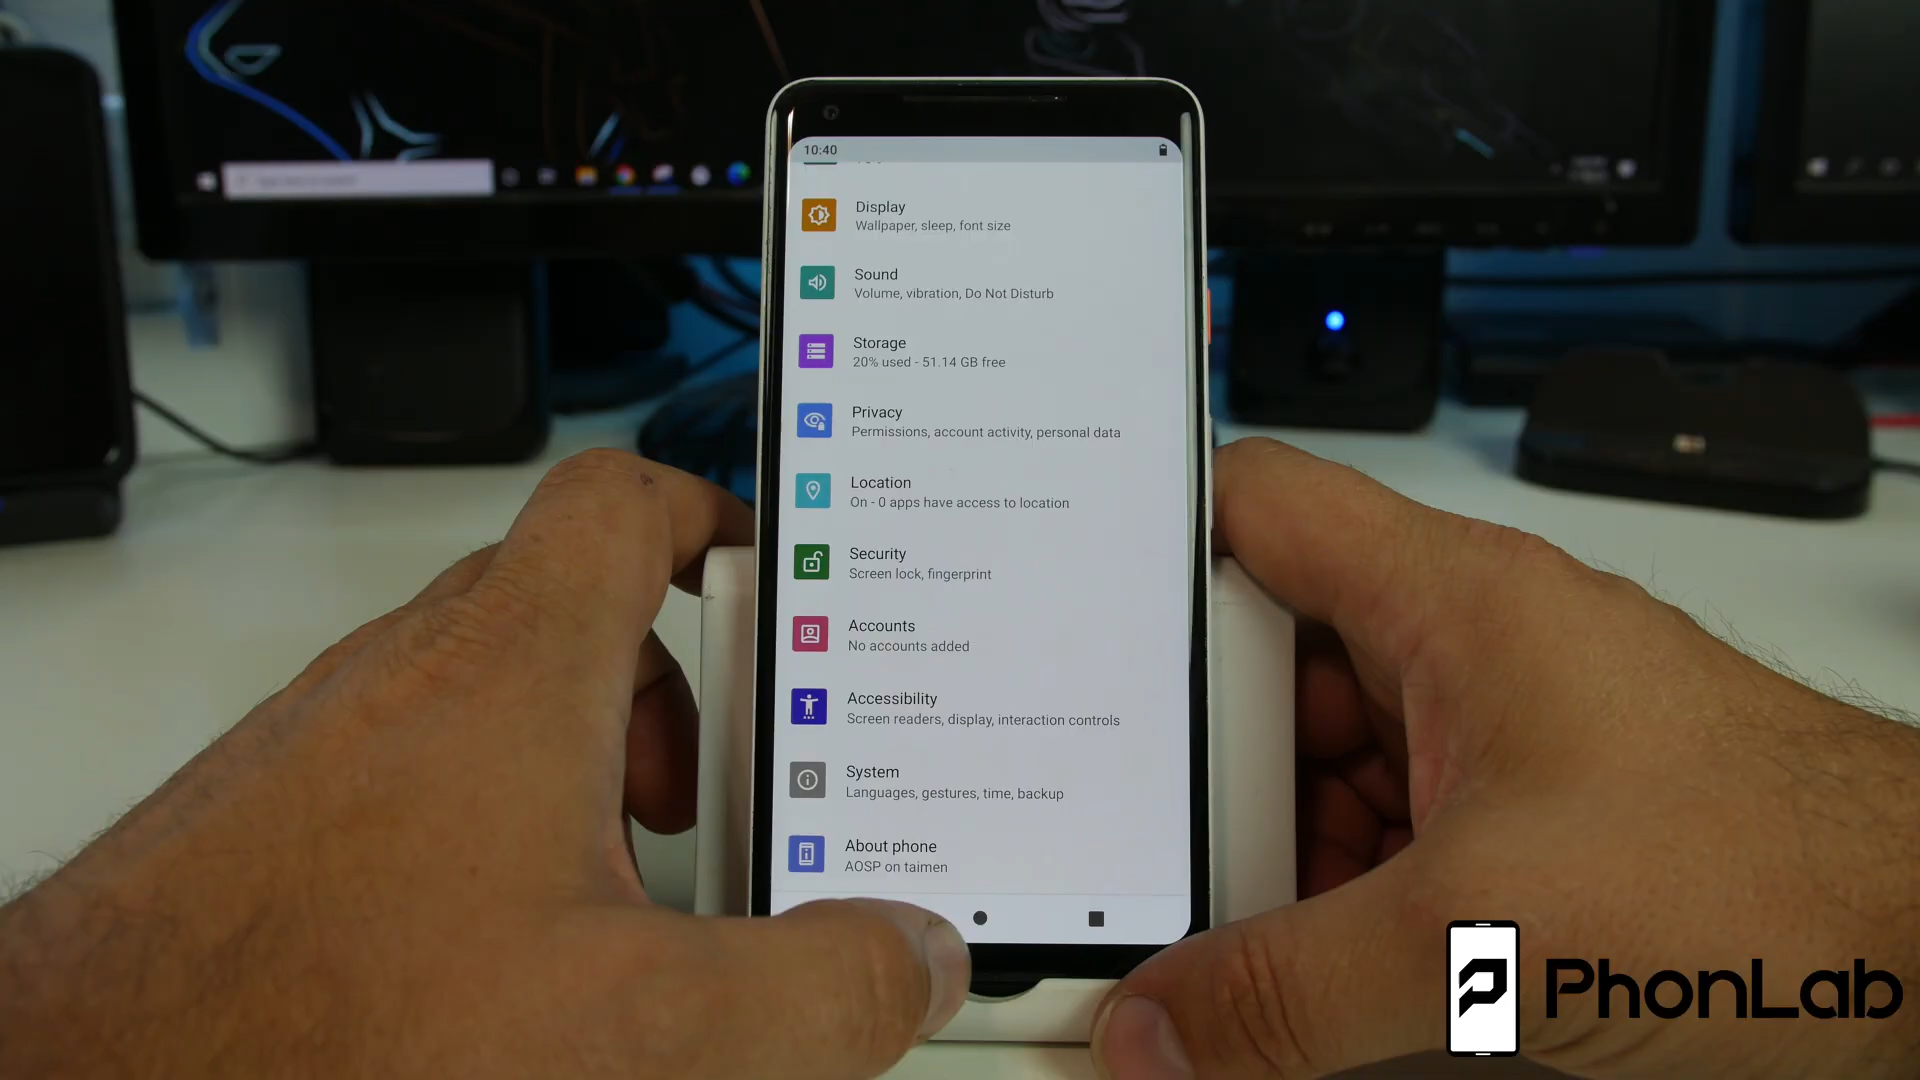 10:40
Display
Wallpaper, sleep, font size
Sound
Volume, vibration, Do Not Disturb
Storage
20% used - 51.14 GB free
Privacy
Permissions, account activity, personal data
Location
On - 0 apps have access to location
Security
Screen lock, fingerprint
Accounts
No accounts added
Accessibility
Screen readers, display, interaction controls
System
Languages, gestures, time, backup
About phone
AOSP on taimen
PhonLab